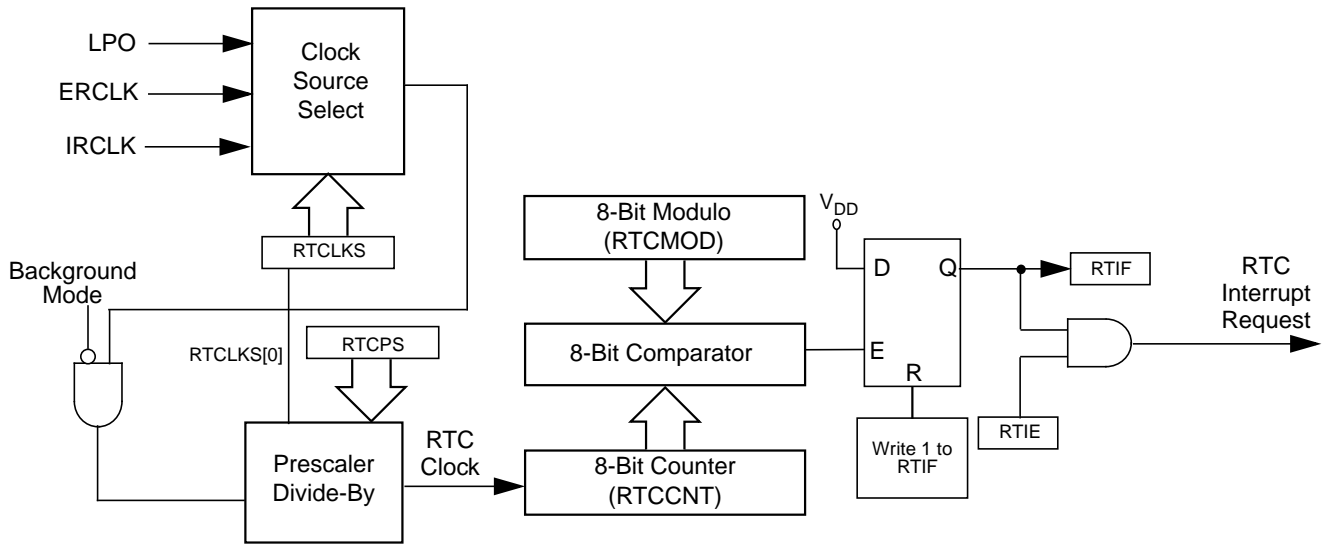 LPO
ERCLK
IRCLK
Clock
Source
Select
RTCLKS
Background
Mode
RTCLKS[0]
RTCPS
Prescaler
Divide-By
RTC
Clock
8-Bit Modulo
(RTCMOD)
8-Bit Comparator
8-Bit Counter
(RTCCNT)
VDD
D
Q
E
R
Write 1 to
RTIF
RTIF
RTIE
RTC
Interrupt
Request